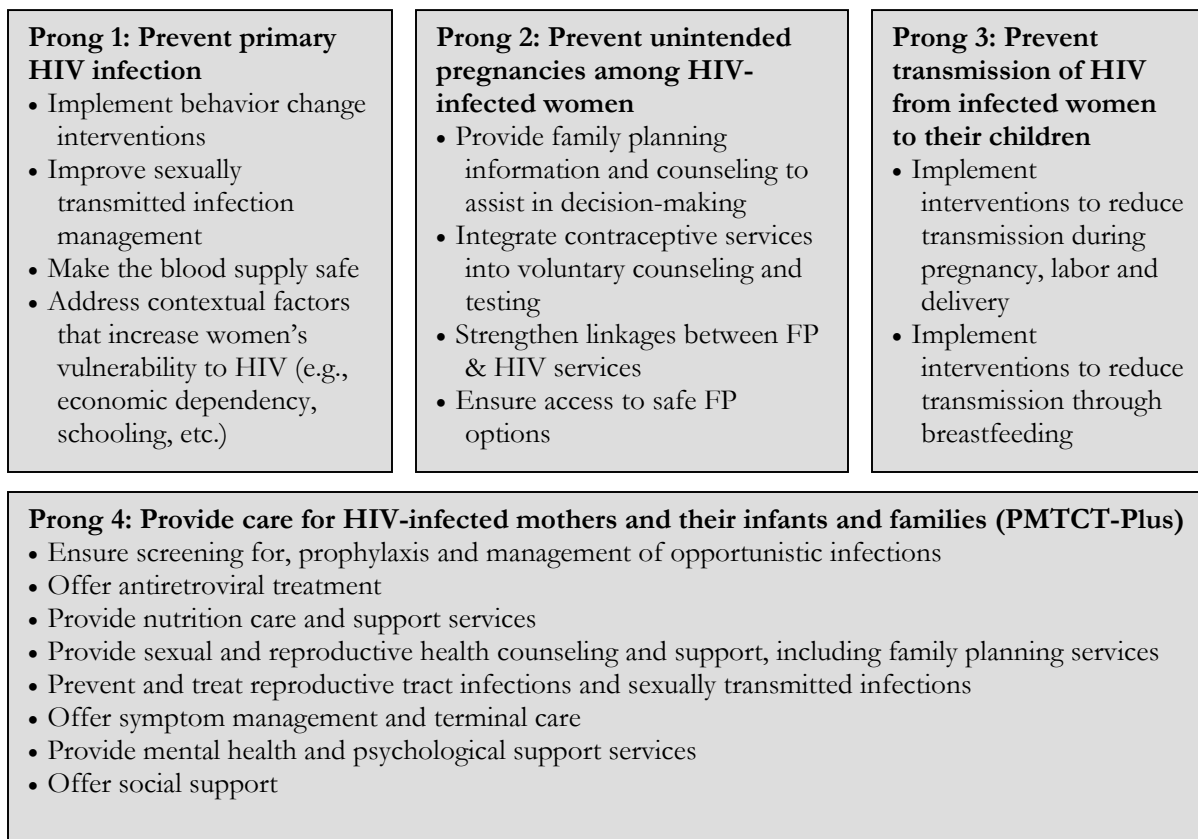 Prong 1: Prevent primary
HIV infection
• Implement behavior change
interventions
• Improve sexually
transmitted infection
management
• Make the blood supply safe
• Address contextual factors
that increase women’s
vulnerability to HIV (e.g.,
economic dependency,
schooling, etc.)
Prong 2: Prevent unintended
pregnancies among HIV-
infected women
• Provide family planning
information and counseling to
assist in decision-making
• Integrate contraceptive services
into voluntary counseling and
testing
• Strengthen linkages between FP
& HIV services
• Ensure access to safe FP
options
Prong 3: Prevent
transmission of HIV
from infected women
to their children
• Implement
interventions to reduce
transmission during
pregnancy, labor and
delivery
• Implement
interventions to reduce
transmission through
breastfeeding
Prong 4: Provide care for HIV-infected mothers and their infants and families (PMTCT-Plus)
• Ensure screening for, prophylaxis and management of opportunistic infections
• Offer antiretroviral treatment
• Provide nutrition care and support services
• Provide sexual and reproductive health counseling and support, including family planning services
• Prevent and treat reproductive tract infections and sexually transmitted infections
• Offer symptom management and terminal care
• Provide mental health and psychological support services
• Offer social support